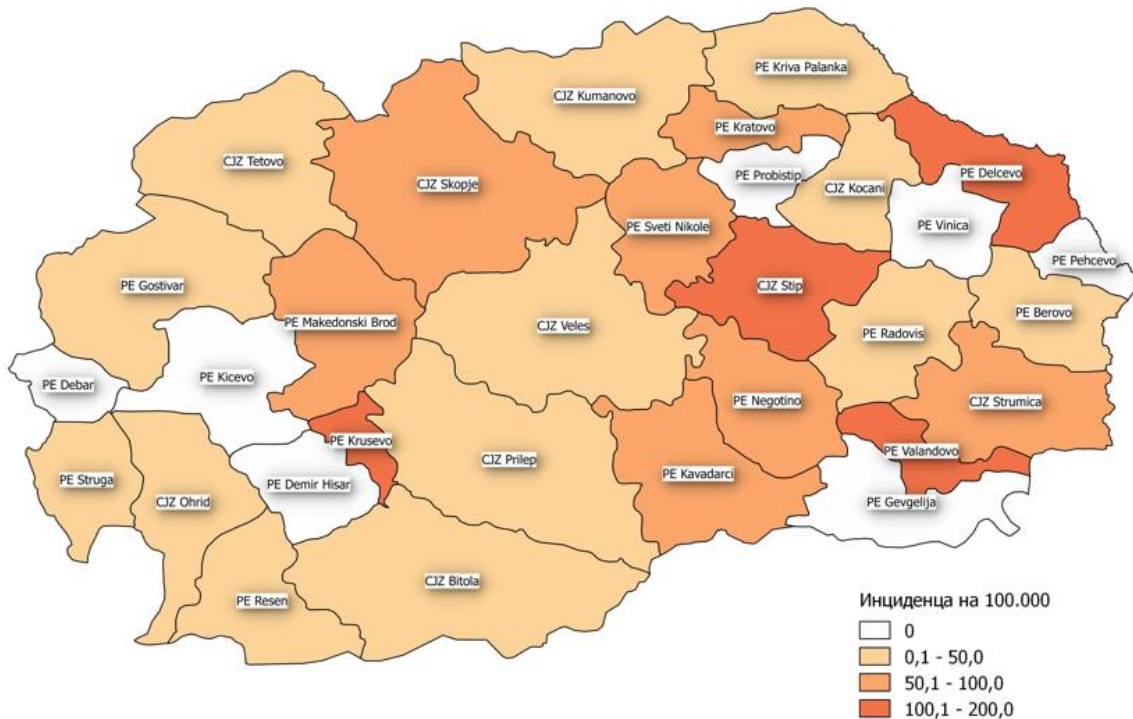 PE Kriva Palanka
CJZ Kumanovo
PE Kratovo
CJZ Tetovo
PE Probistip
PE Delcevo
CJZ Skopje
CJZ Kocani
PE Vinica
PE Sveti Nikole
PE Pehcevo
PE Gostivar
CJZ Stip
PE Berovo
PE Makedonski Brod
CJZ Veles
PE Radovis
PE Debar
PE Kicevo
PE Negotino
CJZ Strumica
PE Krusevo
PE Valandovo
CJZ Prilep
PE Kavadarci
PE Struga
PE Demir Hisar
CJZ Ohrid
PE Gevgelija
CJZ Bitola
PE Resen
Инциденца на 100.000
0
0,1 - 50,0
50,1 - 100,0
100,1 - 200,0